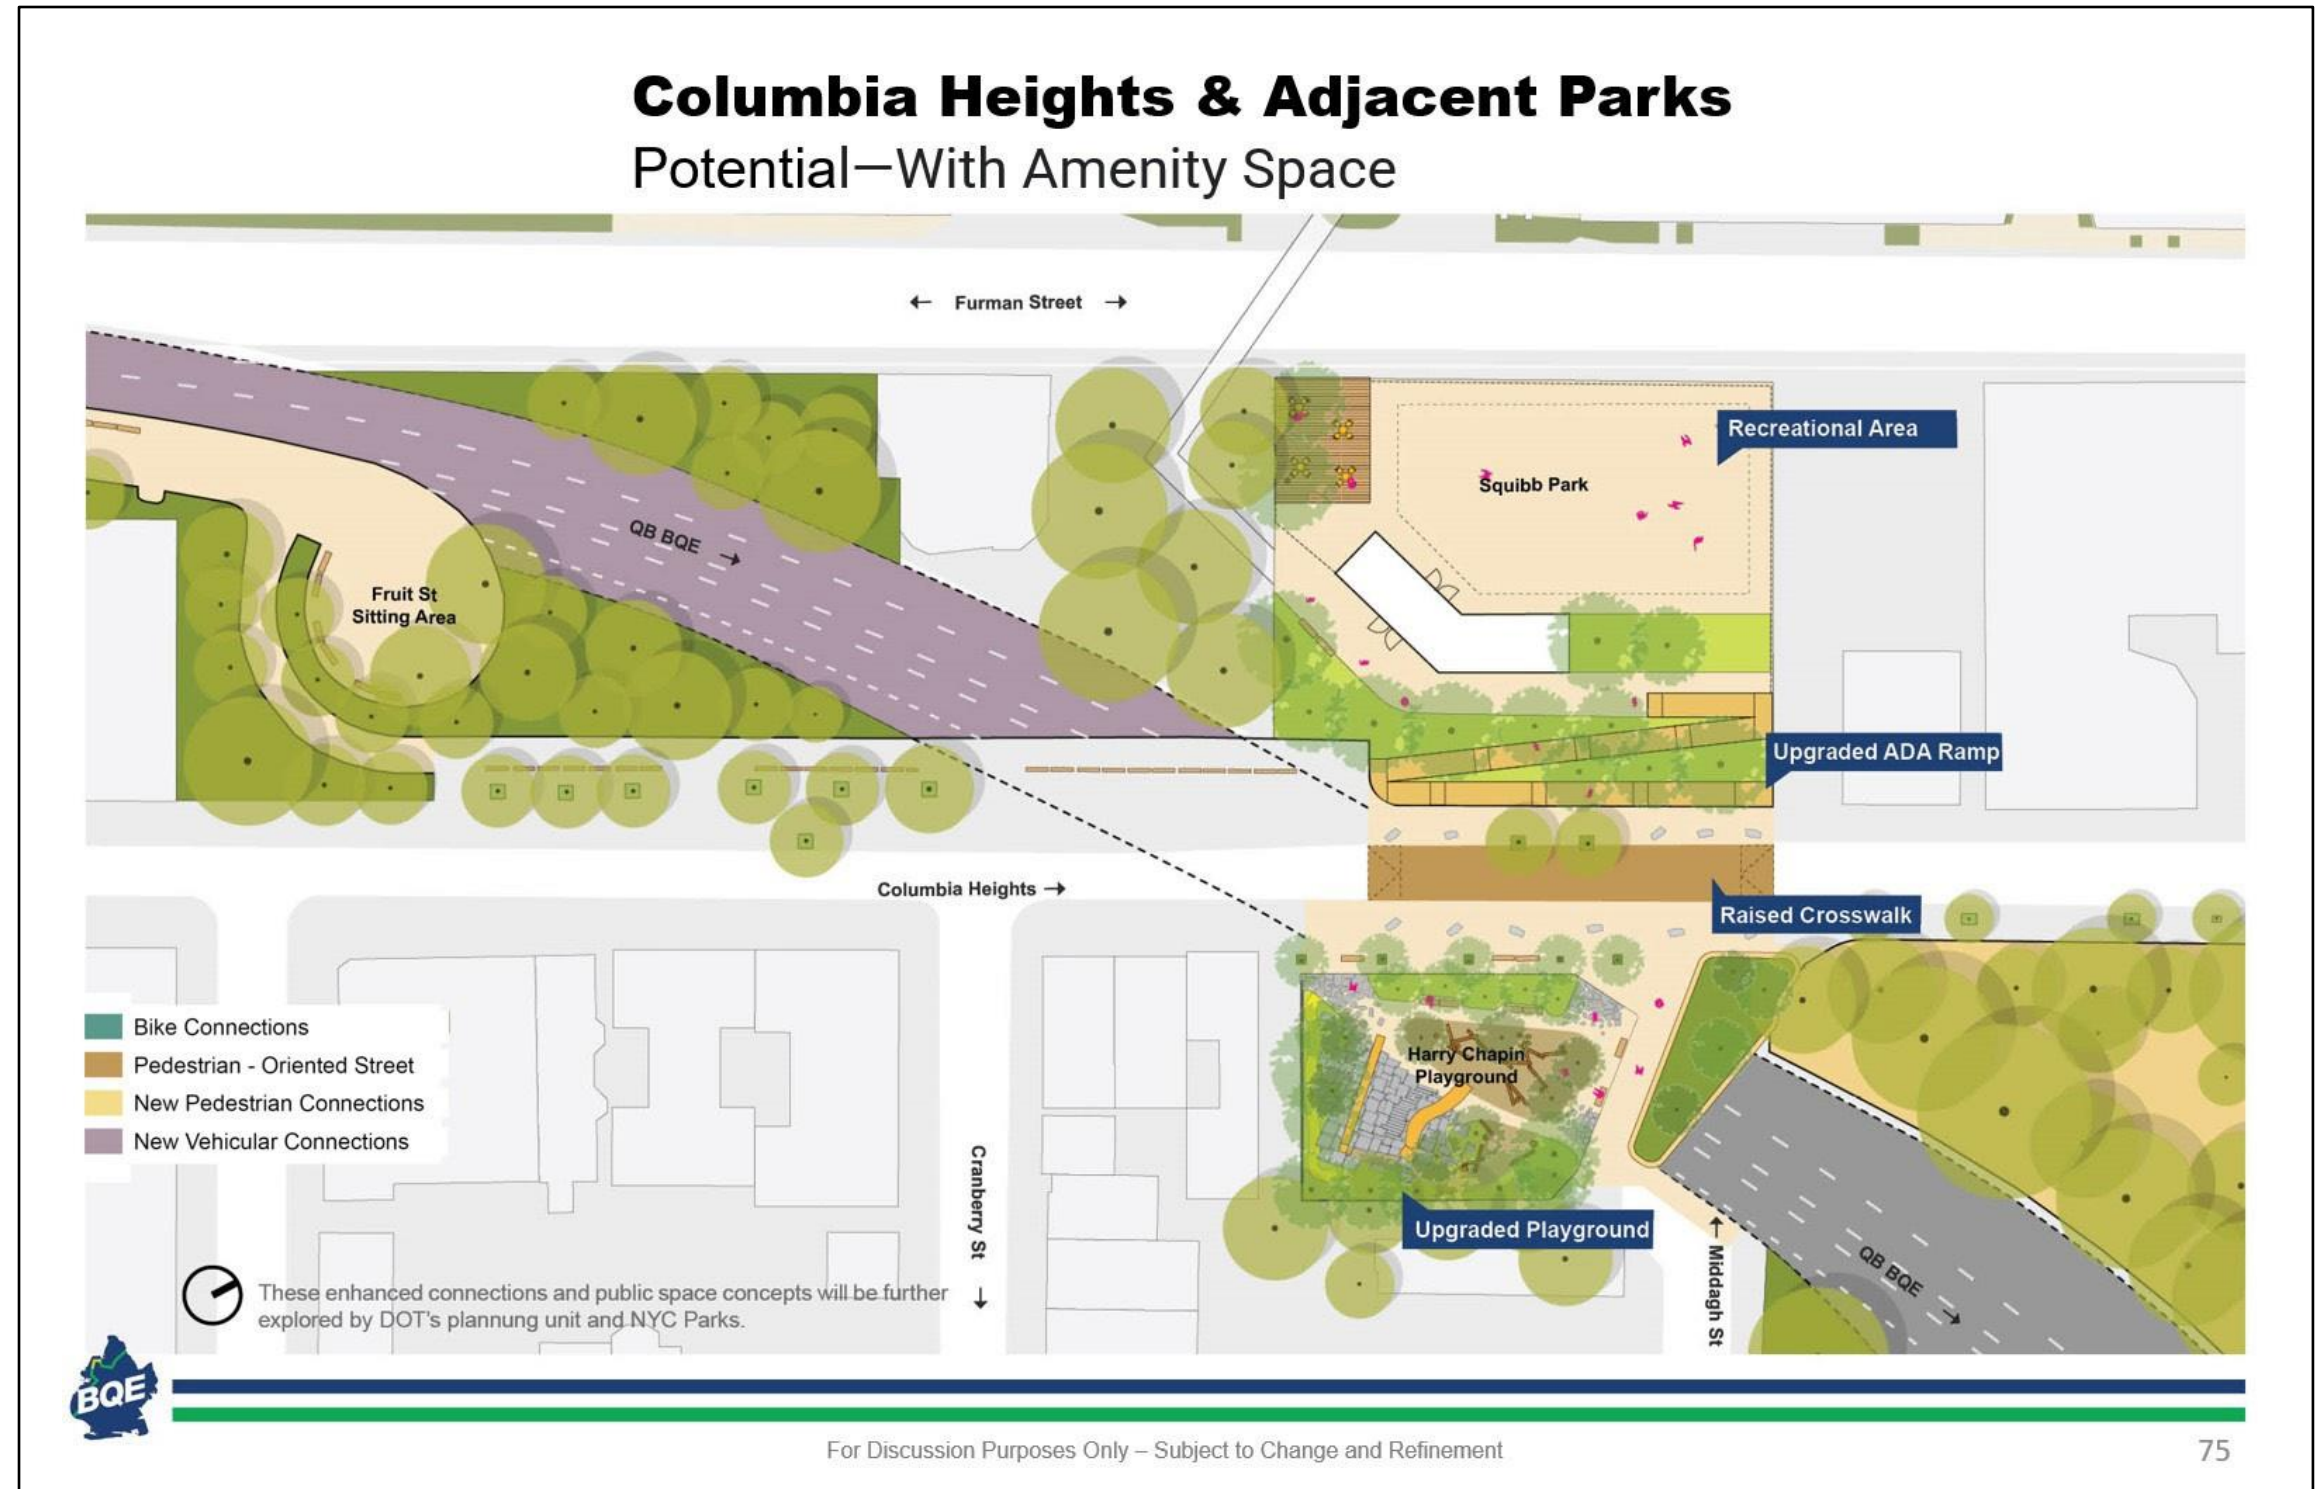 Columbia Heights & Adjacent Parks
Potential—With Amenity Space
← Furman Street →
Recreational Area
Squibb Park
QB BQE →
Fruit St
Sitting Area
Upgraded ADA Ramp
Columbia Heights →
Raised Crosswalk
Bike Connections
Pedestrian - Oriented Street
New Pedestrian Connections
New Vehicular Connections
Harry Chapin
Playground
Cranberry St →
Upgraded Playground
← Middagh St
QB BQE →
These enhanced connections and public space concepts will be further
explored by DOT's plannung unit and NYC Parks.
BQE
For Discussion Purposes Only – Subject to Change and Refinement
75